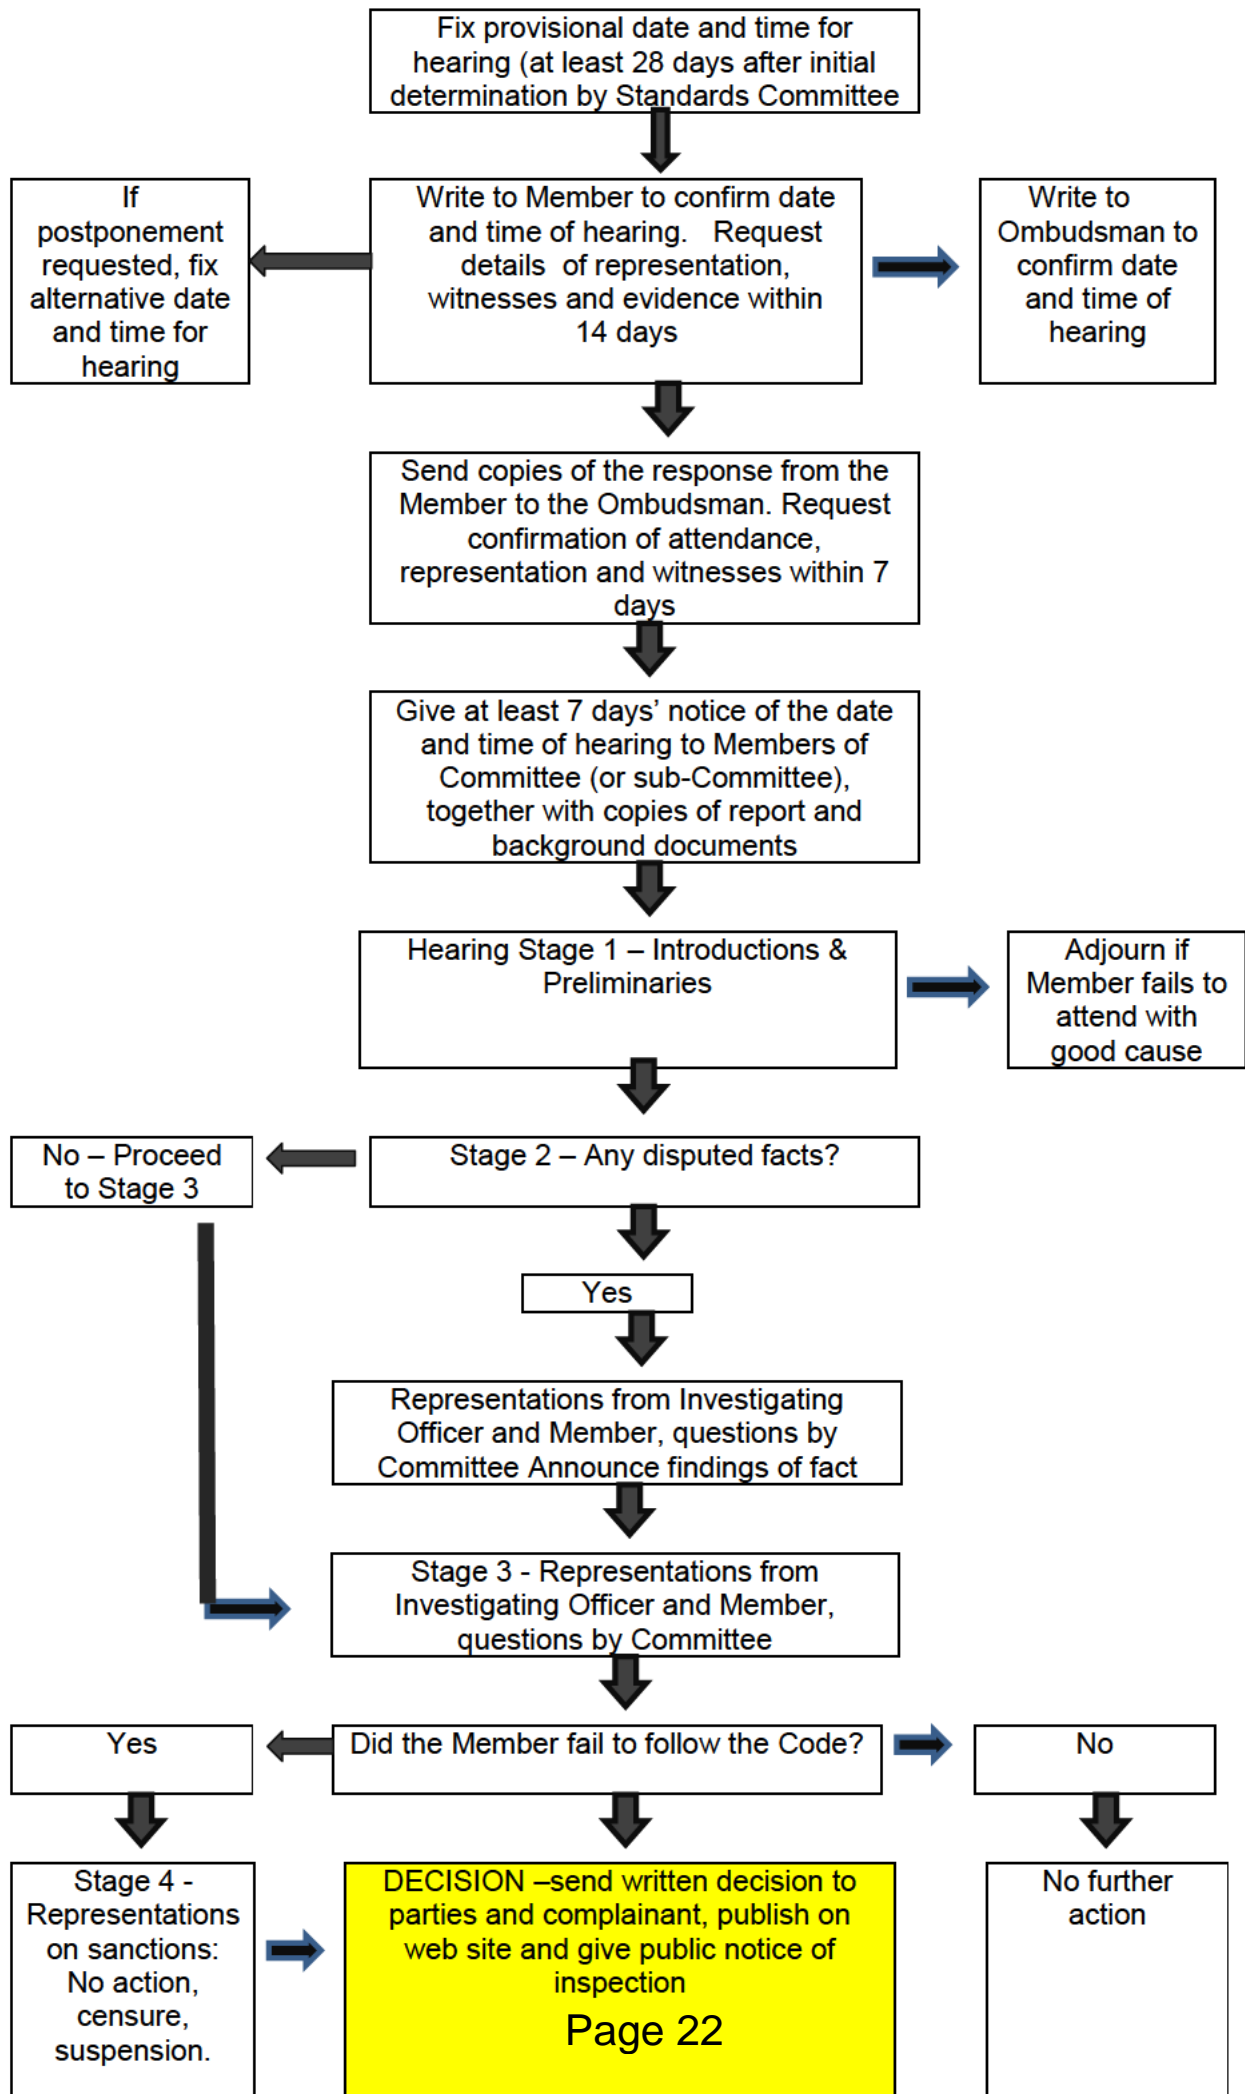 Fix provisional date and time for
hearing (at least 28 days after initial
determination by Standards Committee
If
postponement
requested, fix
alternative date
and time for
hearing
Write to Member to confirm date
and time of hearing.   Request
details  of representation,
witnesses and evidence within
14 days
Write to
Ombudsman to
confirm date
and time of
hearing
Send copies of the response from the
Member to the Ombudsman. Request
confirmation of attendance,
representation and witnesses within 7
days
Give at least 7 days’ notice of the date
and time of hearing to Members of
Committee (or sub-Committee),
together with copies of report and
background documents
Hearing Stage 1 – Introductions &
Preliminaries
Adjourn if
Member fails to
attend with
good cause
No – Proceed
to Stage 3
Stage 2 – Any disputed facts?
Yes
Representations from Investigating
Officer and Member, questions by
Committee Announce findings of fact
Stage 3 - Representations from
Investigating Officer and Member,
questions by Committee
Yes
Did the Member fail to follow the Code?
No
Stage 4 -
Representations
on sanctions:
No action,
censure,
suspension.
DECISION –send written decision to
parties and complainant, publish on
web site and give public notice of
inspection
Page 22
No further
action